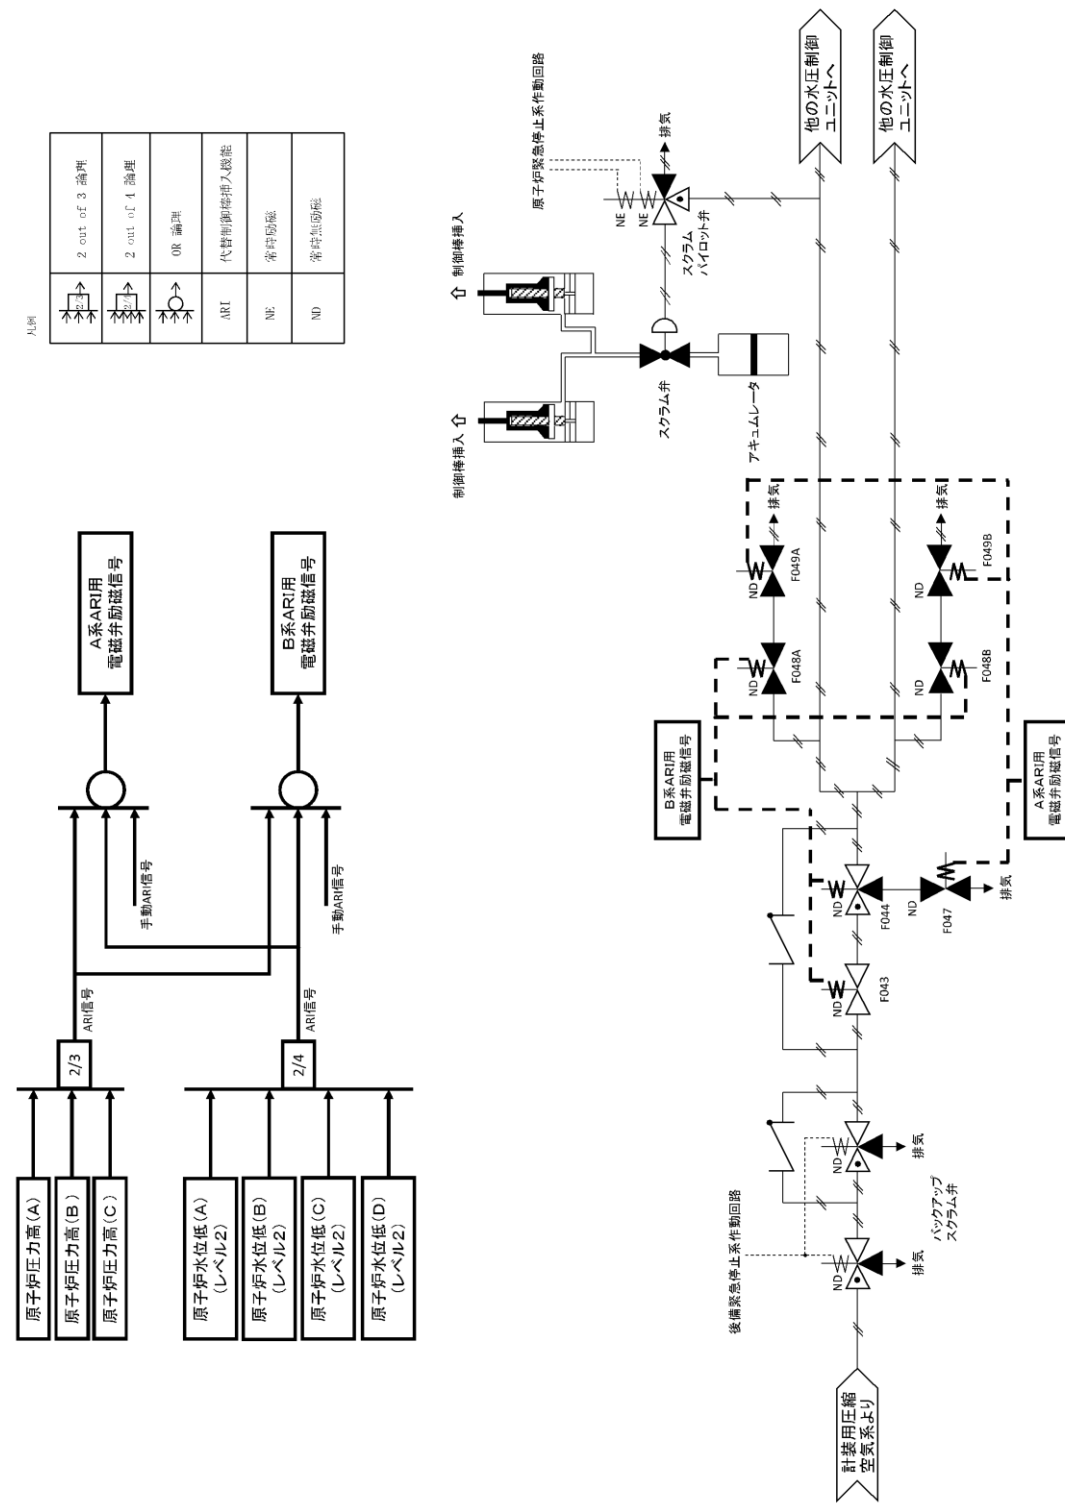 凡例
2/3
2 out of 3 論理
2/4
2 out of 4 論理
OR 論理
ARI
代替制御棒挿入機能
NE
常時励磁
ND
常時無励磁
原子炉圧力高(A)
原子炉圧力高(B)
原子炉圧力高(C)
2/3
ARI信号
原子炉水位低(A)
(レベル2)
原子炉水位低(B)
(レベル2)
原子炉水位低(C)
(レベル2)
原子炉水位低(D)
(レベル2)
2/4
ARI信号
手動ARI信号
手動ARI信号
A系ARI用
電磁弁励磁信号
B系ARI用
電磁弁励磁信号
制御棒挿入
制御棒挿入
原子炉緊急停止系作動回路
NE
NE
排気
スクラム
パイロット弁
スクラム弁
アキュムレータ
他の水圧制御
ユニットへ
他の水圧制御
ユニットへ
B系ARI用
電磁弁励磁信号
ND
F048A
ND
F049A
排気
ND
F048B
ND
F049B
排気
A系ARI用
電磁弁励磁信号
ND
F043
ND
F044
ND
F047
排気
後備緊急停止系作動回路
ND
排気
ND
排気
バックアップ
スクラム弁
計装用圧縮
空気系より